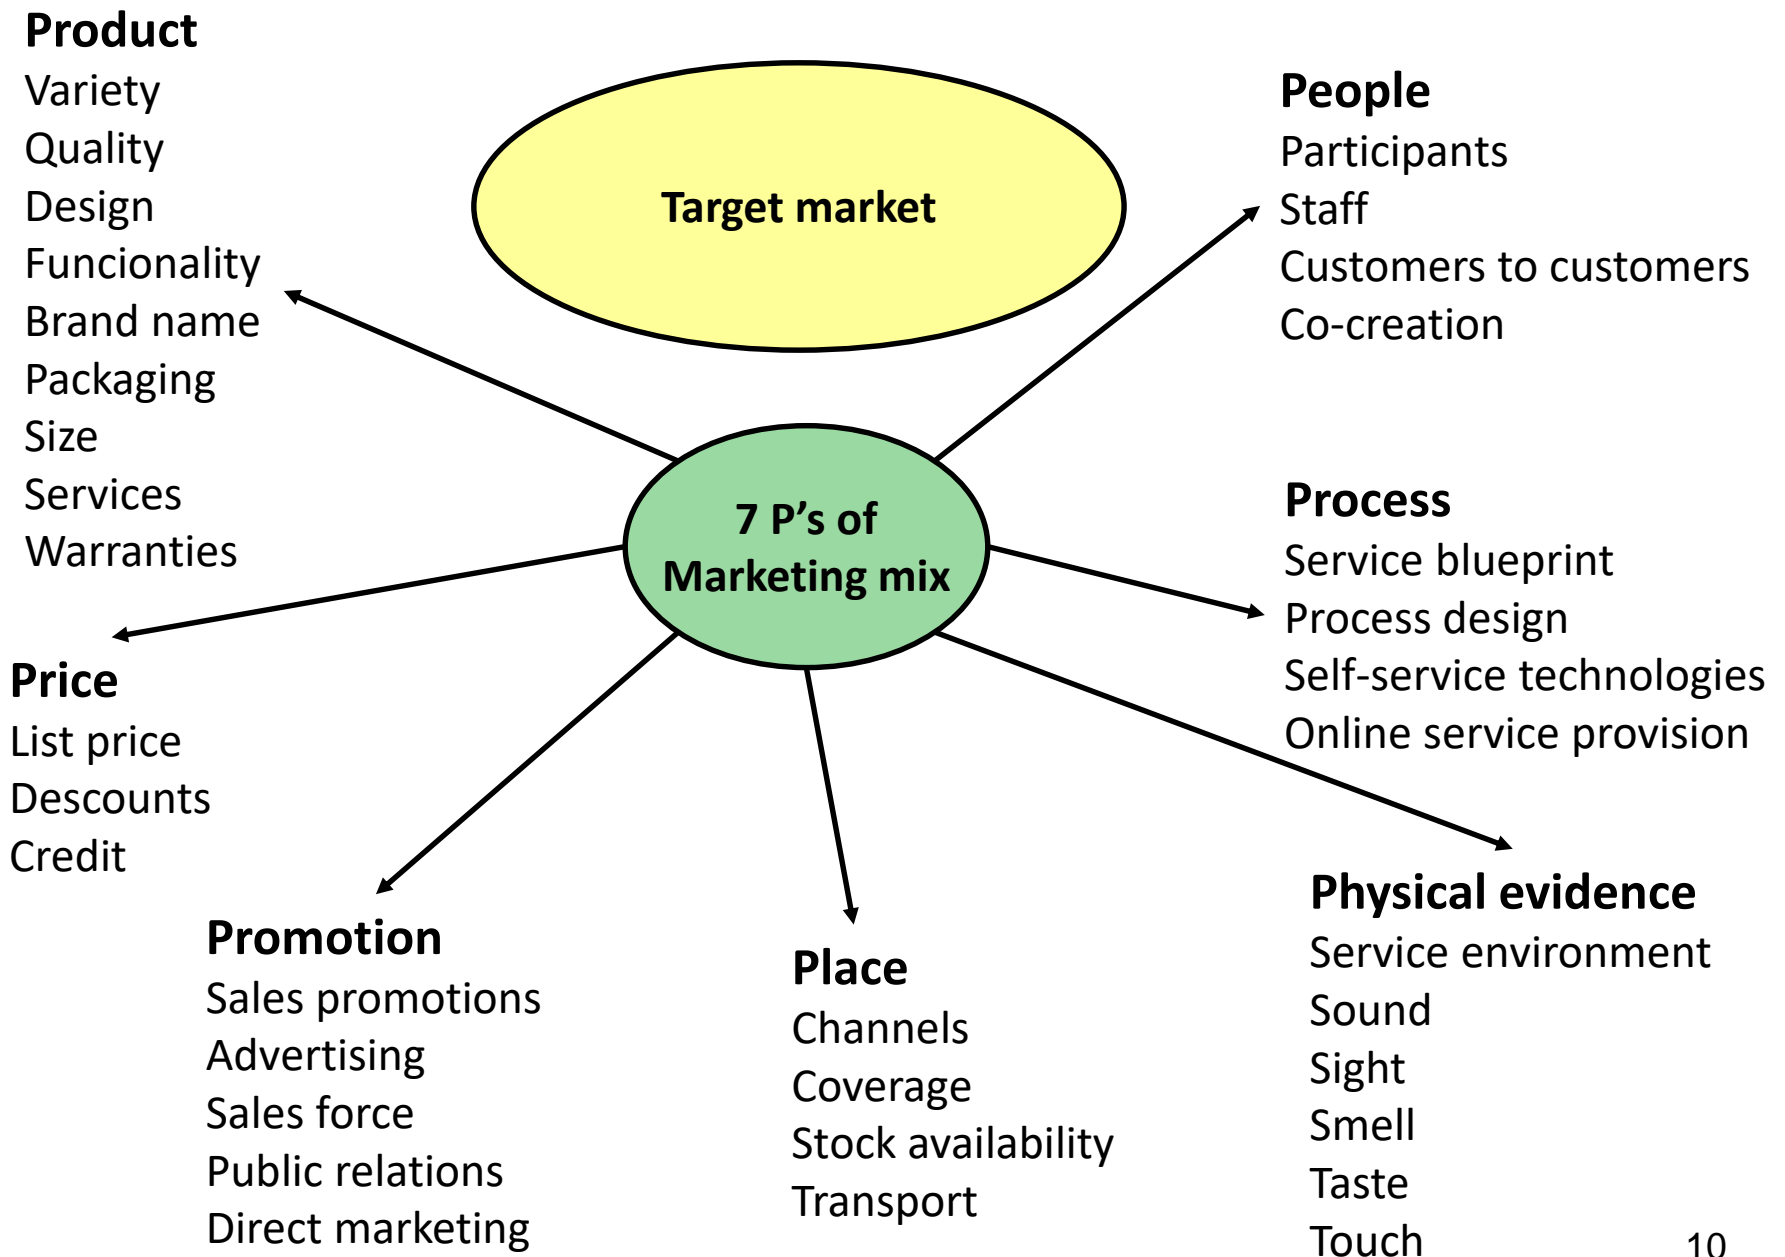 Product
Variety
Quality
Design
Funcionality
Brand name
Packaging
Size
Services
Warranties
Target market
People
Participants
Staff
Customers to customers
Co-creation
7 P’s of
Marketing mix
Process
Service blueprint
Process design
Self-service technologies
Online service provision
Price
List price
Descounts
Credit
Promotion
Sales promotions
Advertising
Sales force
Public relations
Direct marketing
Place
Channels
Coverage
Stock availability
Transport
Physical evidence
Service environment
Sound
Sight
Smell
Taste
Touch
10